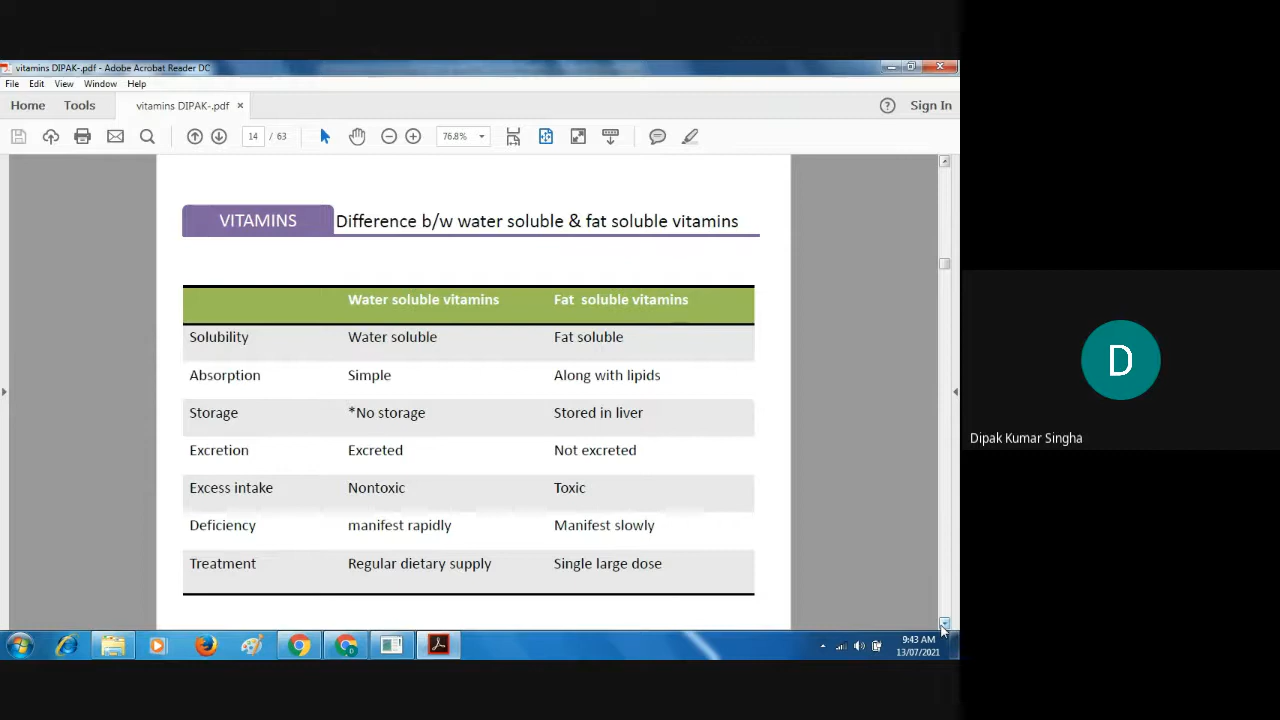 vitamins DIPAK-.pdf - Adobe Acrobat Reader DC
File Edit View Window Help
Home Tools vitamins DIPAK-.pdf × ? Sign In
14 / 63 76.8%
VITAMINS Difference b/w water soluble & fat soluble vitamins
Water soluble vitamins Fat soluble vitamins
Solubility Water soluble Fat soluble
Absorption Simple Along with lipids
Storage *No storage Stored in liver
Excretion Excreted Not excreted
Excess intake Nontoxic Toxic
Deficiency manifest rapidly Manifest slowly
Treatment Regular dietary supply Single large dose
D
Dipak Kumar Singha
9:43 AM
13/07/2021